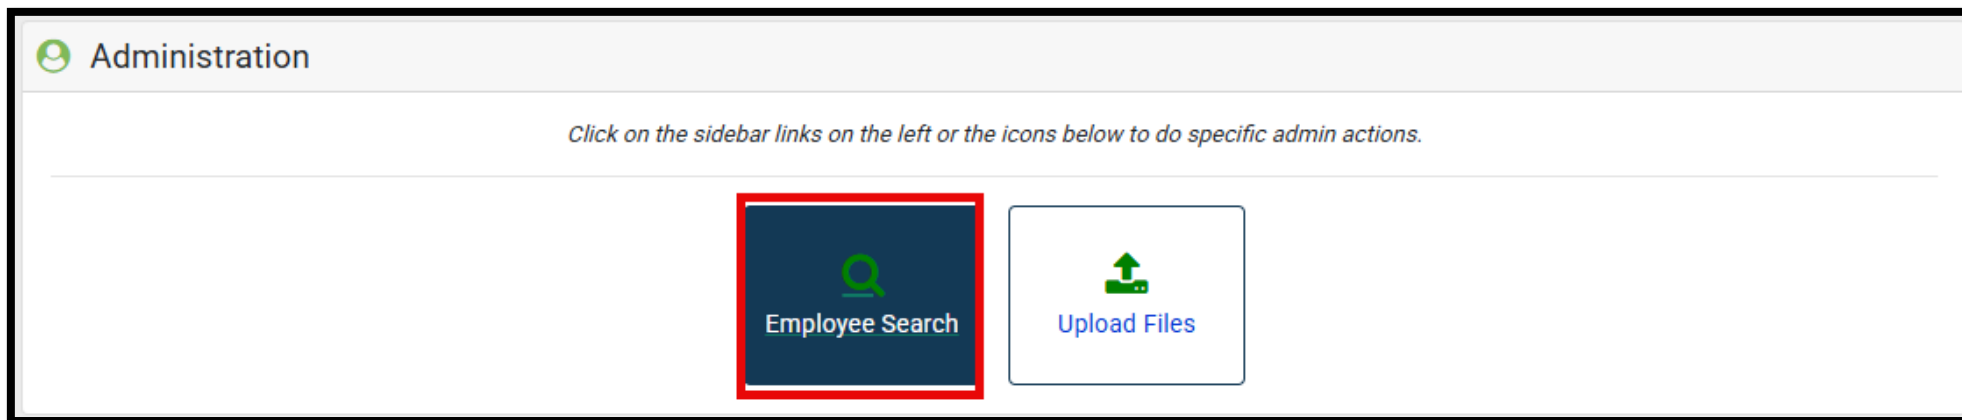 Administration
Click on the sidebar links on the left or the icons below to do specific admin actions.
Employee Search
Upload Files